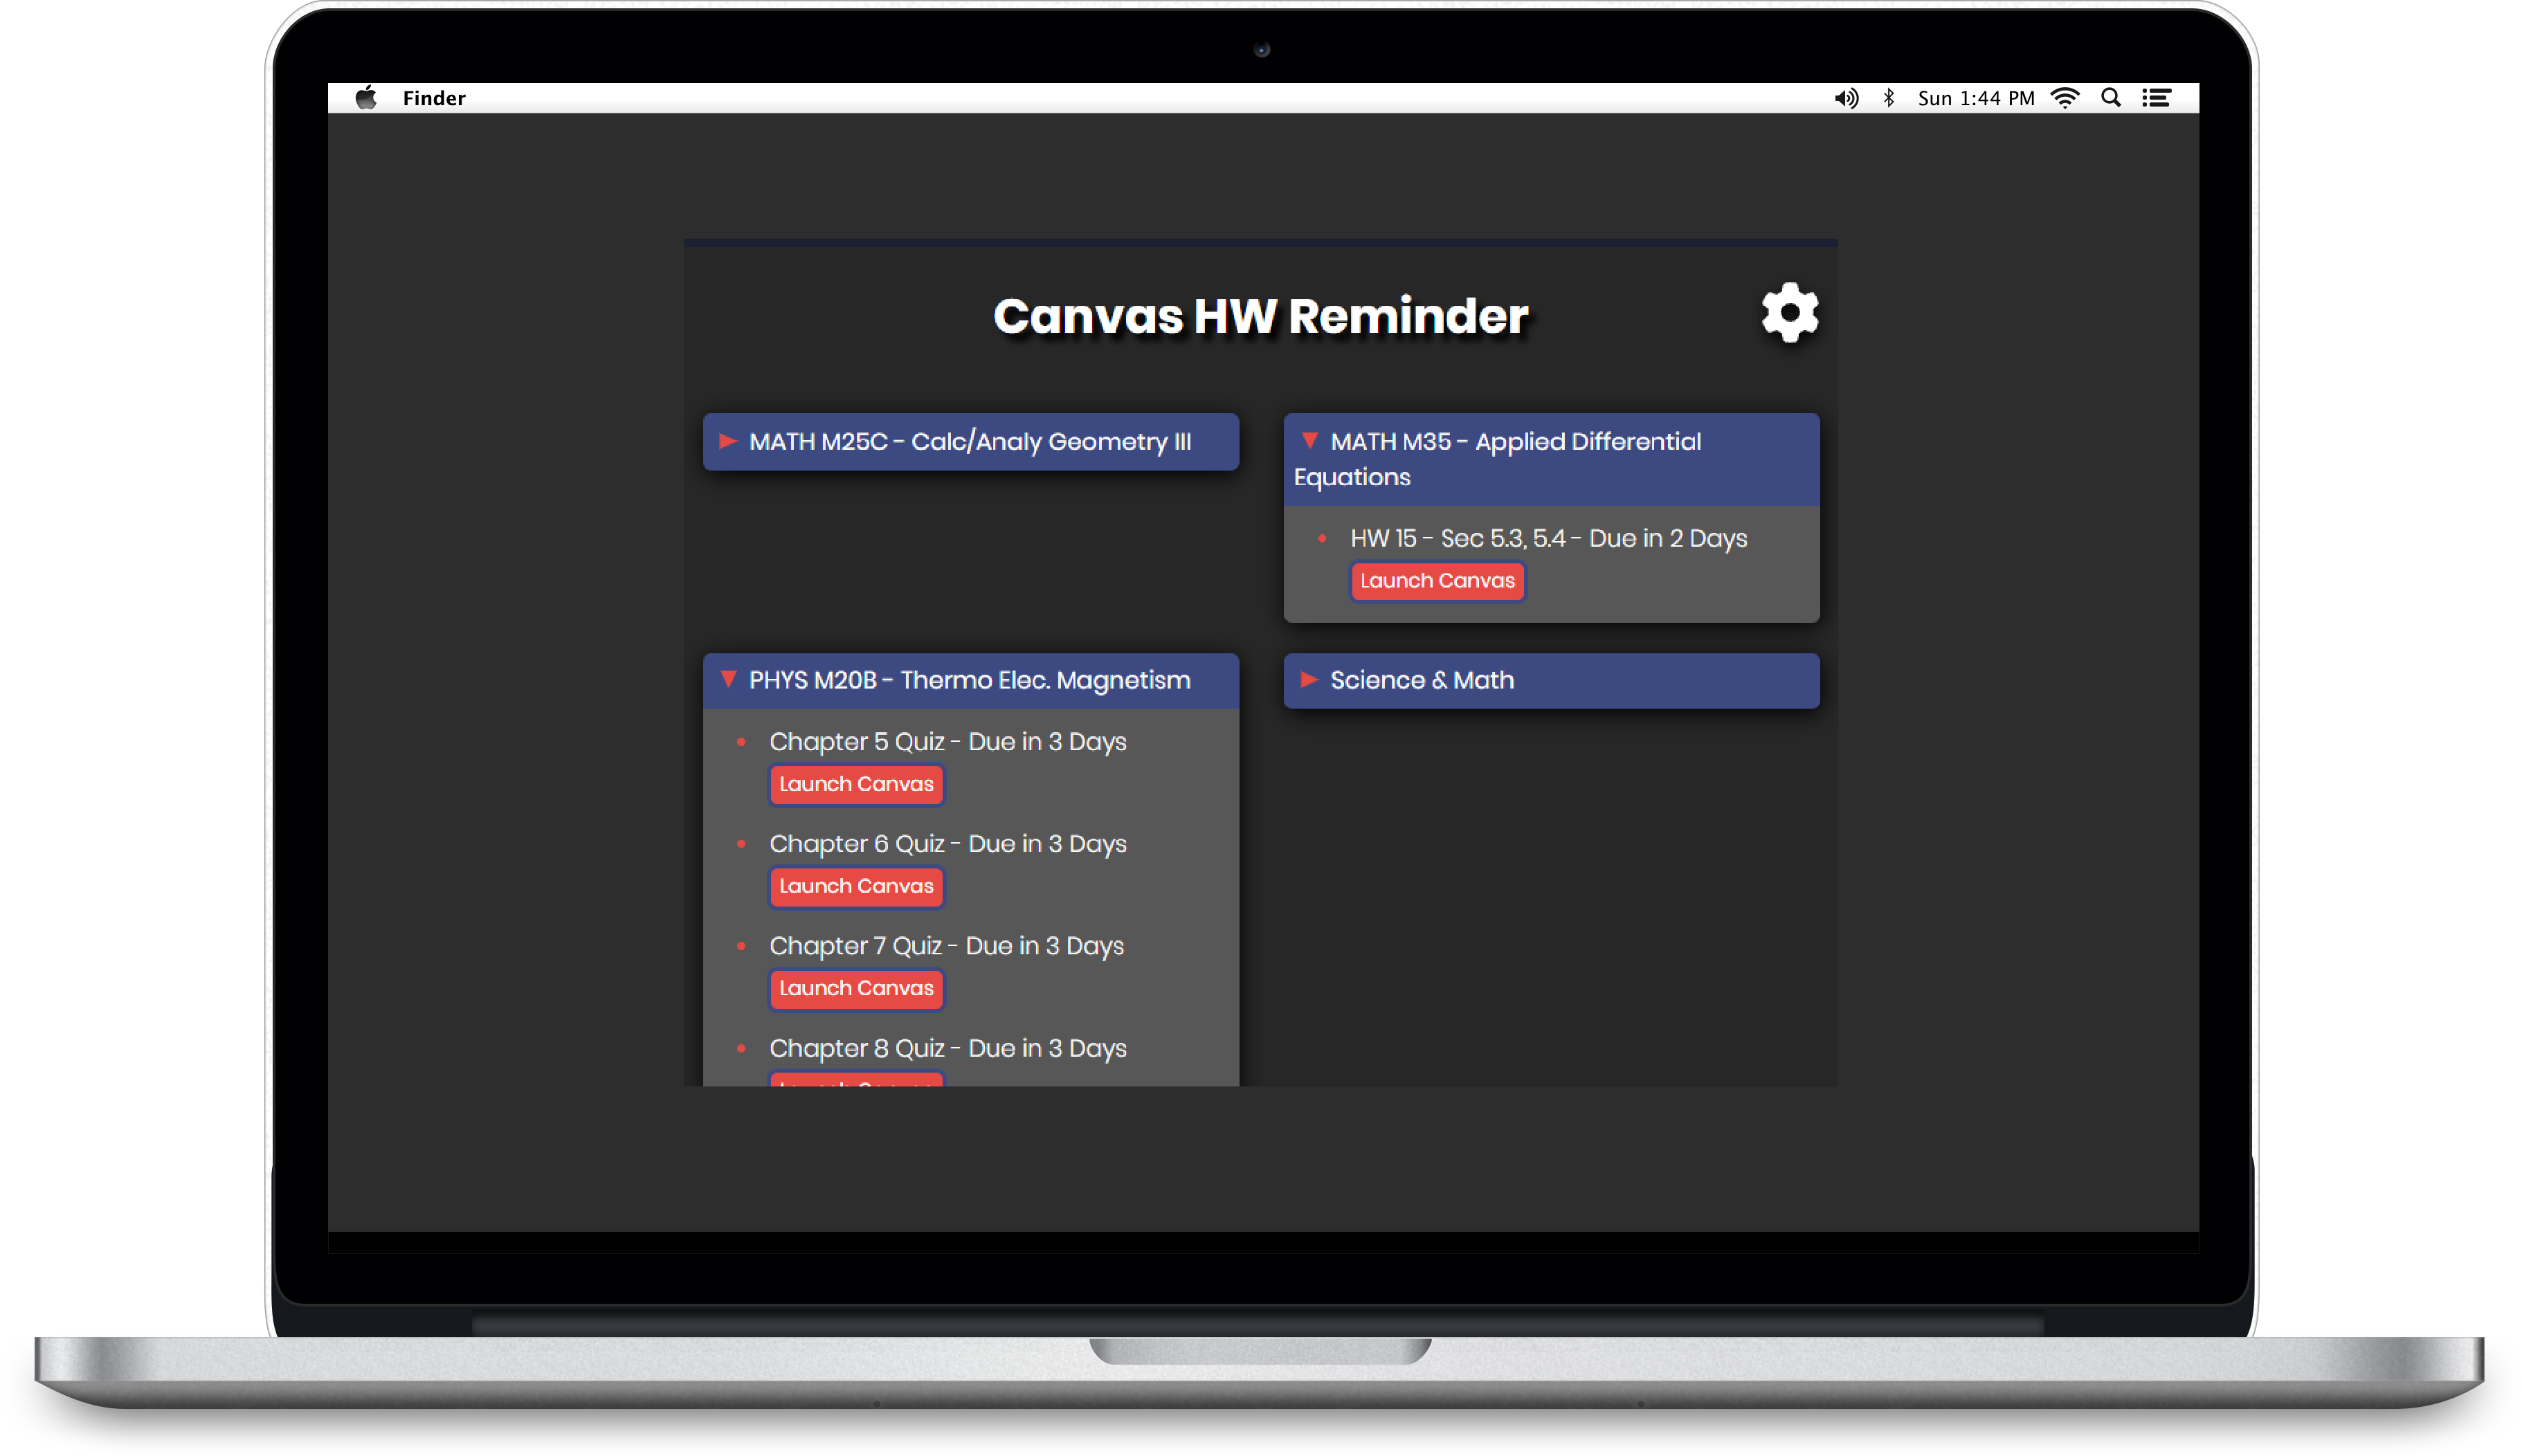 Finder
Sun 1:44 PM
Canvas HW Reminder
MATH M25C - Calc/Analy Geometry III
MATH M35 - Applied Differential
Equations
HW 15 - Sec 5.3, 5.4 - Due in 2 Days
Launch Canvas
PHYS M20B - Thermo Elec. Magnetism
Chapter 5 Quiz - Due in 3 Days
Launch Canvas
Chapter 6 Quiz - Due in 3 Days
Launch Canvas
Chapter 7 Quiz - Due in 3 Days
Launch Canvas
Chapter 8 Quiz - Due in 3 Days
Science & Math